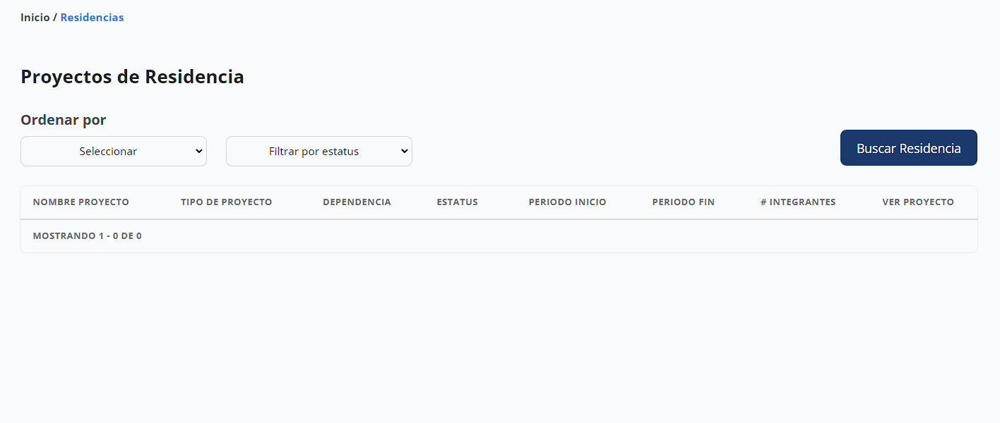 Inicio / Residencias
Proyectos de Residencia
Ordenar por
Seleccionar Filtrar por estatus Buscar Residencia
NOMBRE PROYECTO TIPO DE PROYECTO DEPENDENCIA ESTATUS PERIODO INICIO PERIODO FIN # INTEGRANTES VER PROYECTO
MOSTRANDO 1 - 0 DE 0